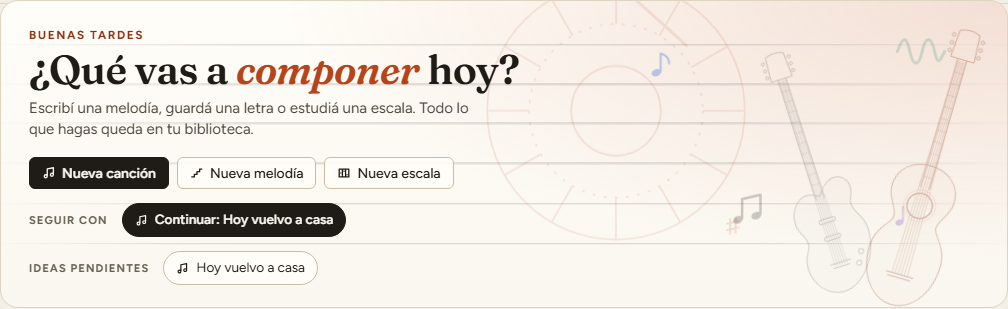 BUENAS TARDES
¿Qué vas a componer hoy?
Escribí una melodía, guardá una letra o estudiá una escala. Todo lo
que hagas queda en tu biblioteca.
Nueva canción Nueva melodía Nueva escala
SEGUIR CON Continuar: Hoy vuelvo a casa
IDEAS PENDIENTES Hoy vuelvo a casa